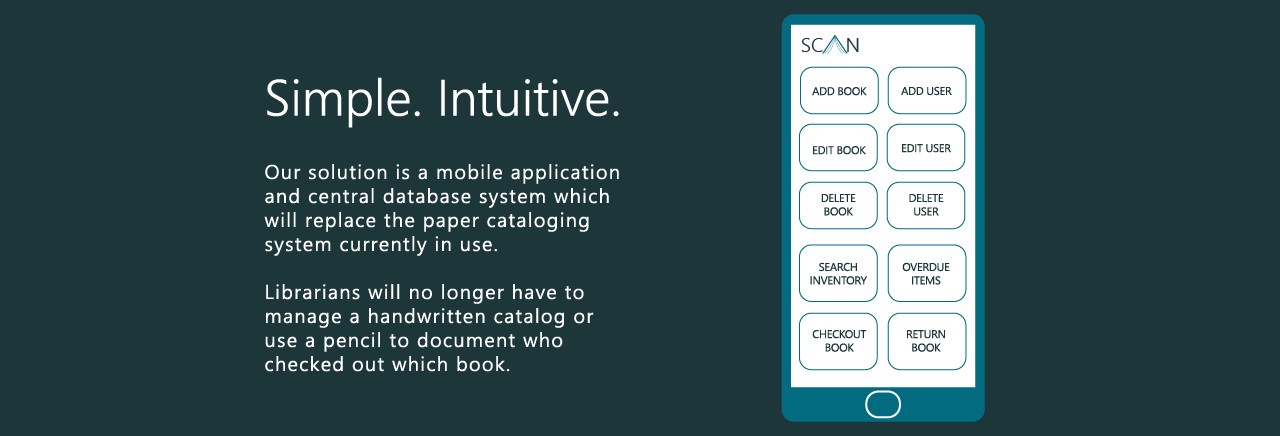 Simple. Intuitive.
Our solution is a mobile application
and central database system which
will replace the paper cataloging
system currently in use.
Librarians will no longer have to
manage a handwritten catalog or
use a pencil to document who
checked out which book.
SCAN
ADD BOOK
ADD USER
EDIT BOOK
EDIT USER
DELETE
BOOK
DELETE
USER
SEARCH
INVENTORY
OVERDUE
ITEMS
CHECKOUT
BOOK
RETURN
BOOK